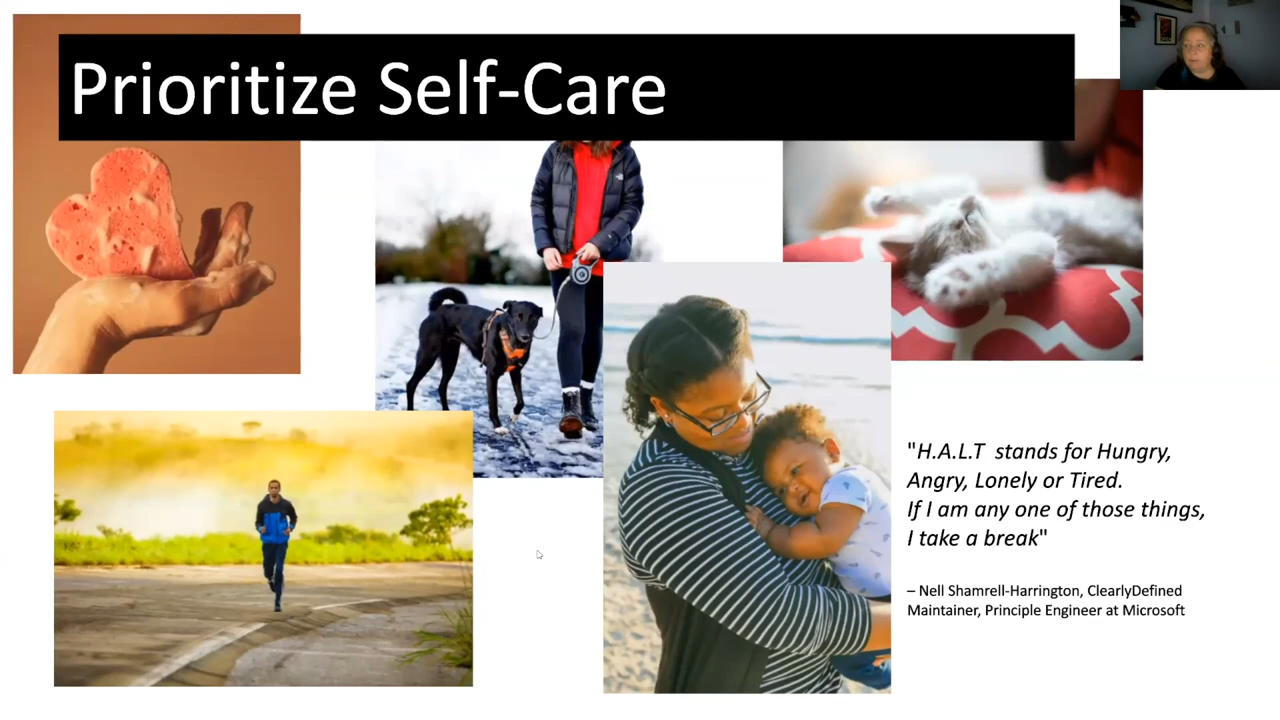 Prioritize Self-Care
"H.A.L.T stands for Hungry,
Angry, Lonely or Tired.
If I am any one of those things,
I take a break"
– Nell Shamrell-Harrington, ClearlyDefined
Maintainer, Principle Engineer at Microsoft